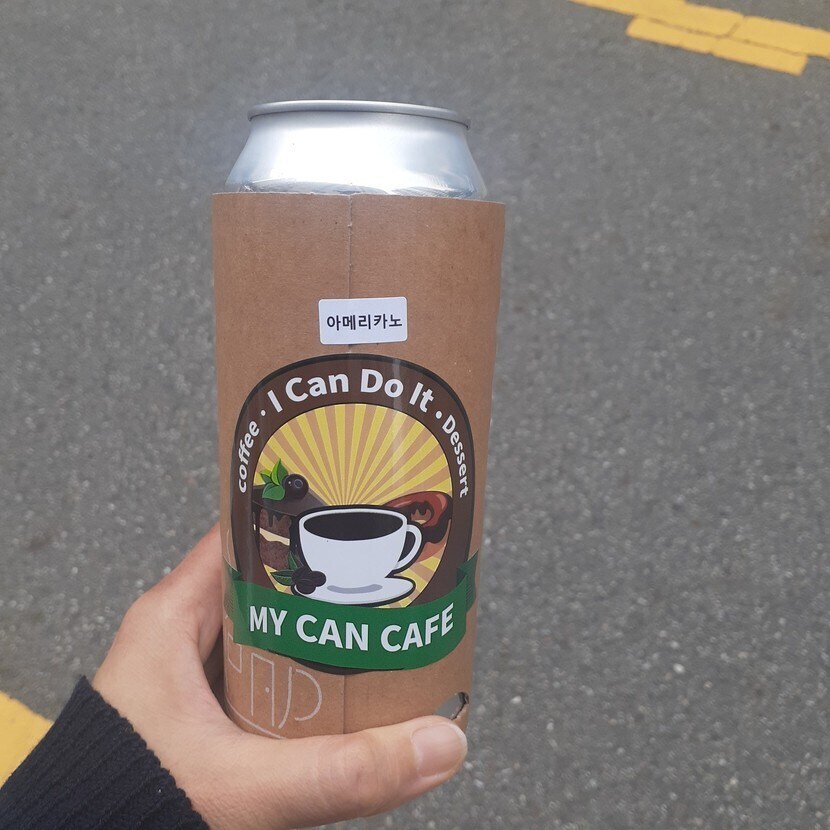 아메리카노
Coffee • I Can Do It • Dessert
MY CAN CAFE